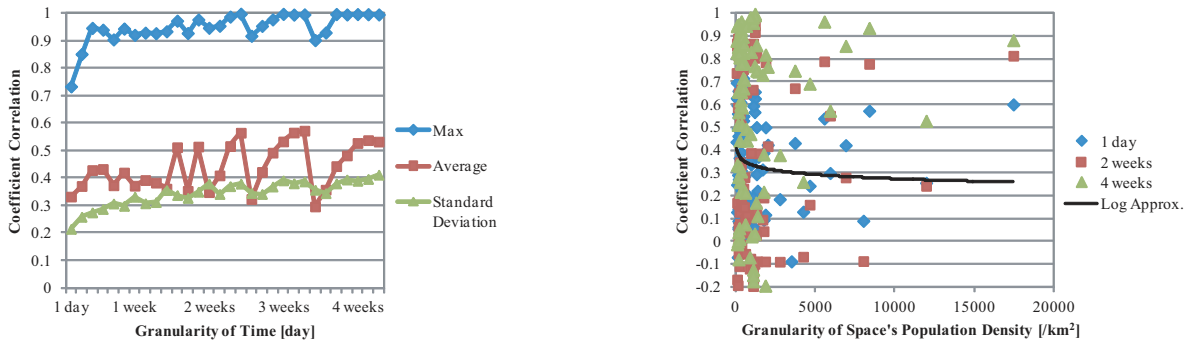 Coefficient Correlation
1
0.9
0.8
0.7
0.6
0.5
0.4
0.3
0.2
0.1
0
1 day
1 week
2 weeks
3 weeks
4 weeks
Granularity of Time [day]
Max
Average
Standard
Deviation
Coefficient Correlation
1
0.9
0.8
0.7
0.6
0.5
0.4
0.3
0.2
0.1
0
-0.1
-0.2
0
5000
10000
15000
20000
Granularity of Space's Population Density [/km²]
1 day
2 weeks
4 weeks
Log Approx.